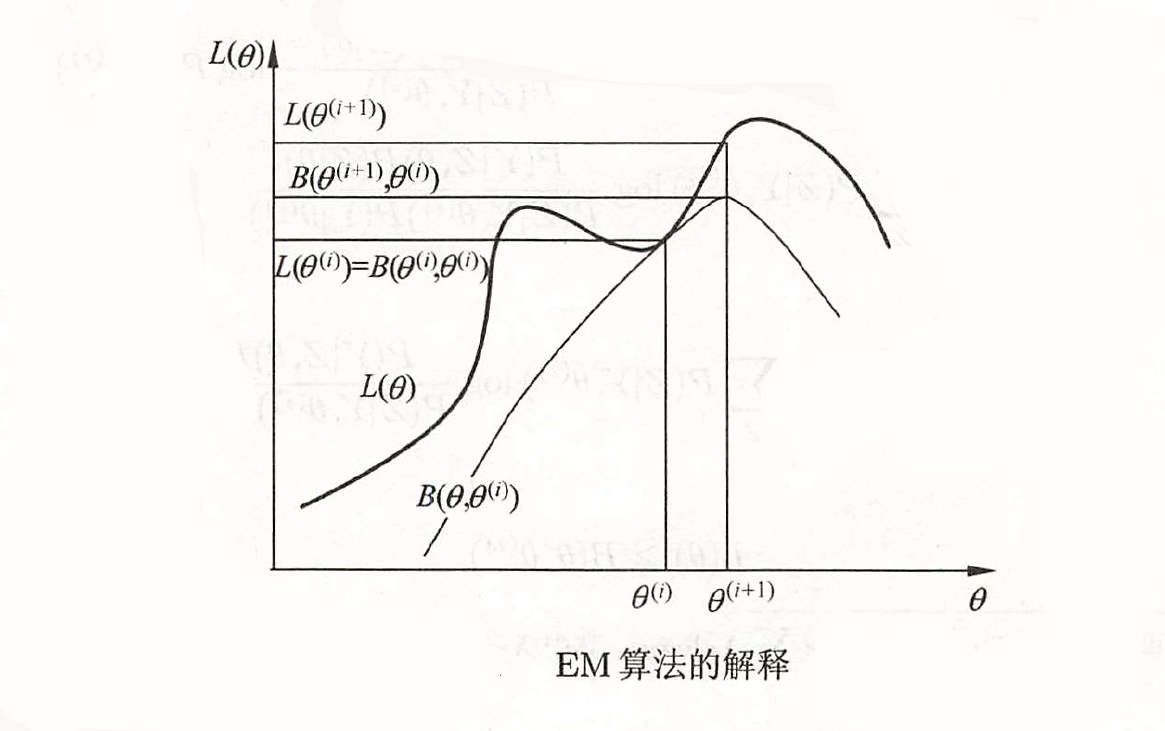 L(θ)
L(θ^(i+1))
B(θ^(i+1),θ^(i))
L(θ^(i))=B(θ^(i),θ^(i))
L(θ)
B(θ,θ^(i))
θ^(i)
θ^(i+1)
θ
EM 算法的解释